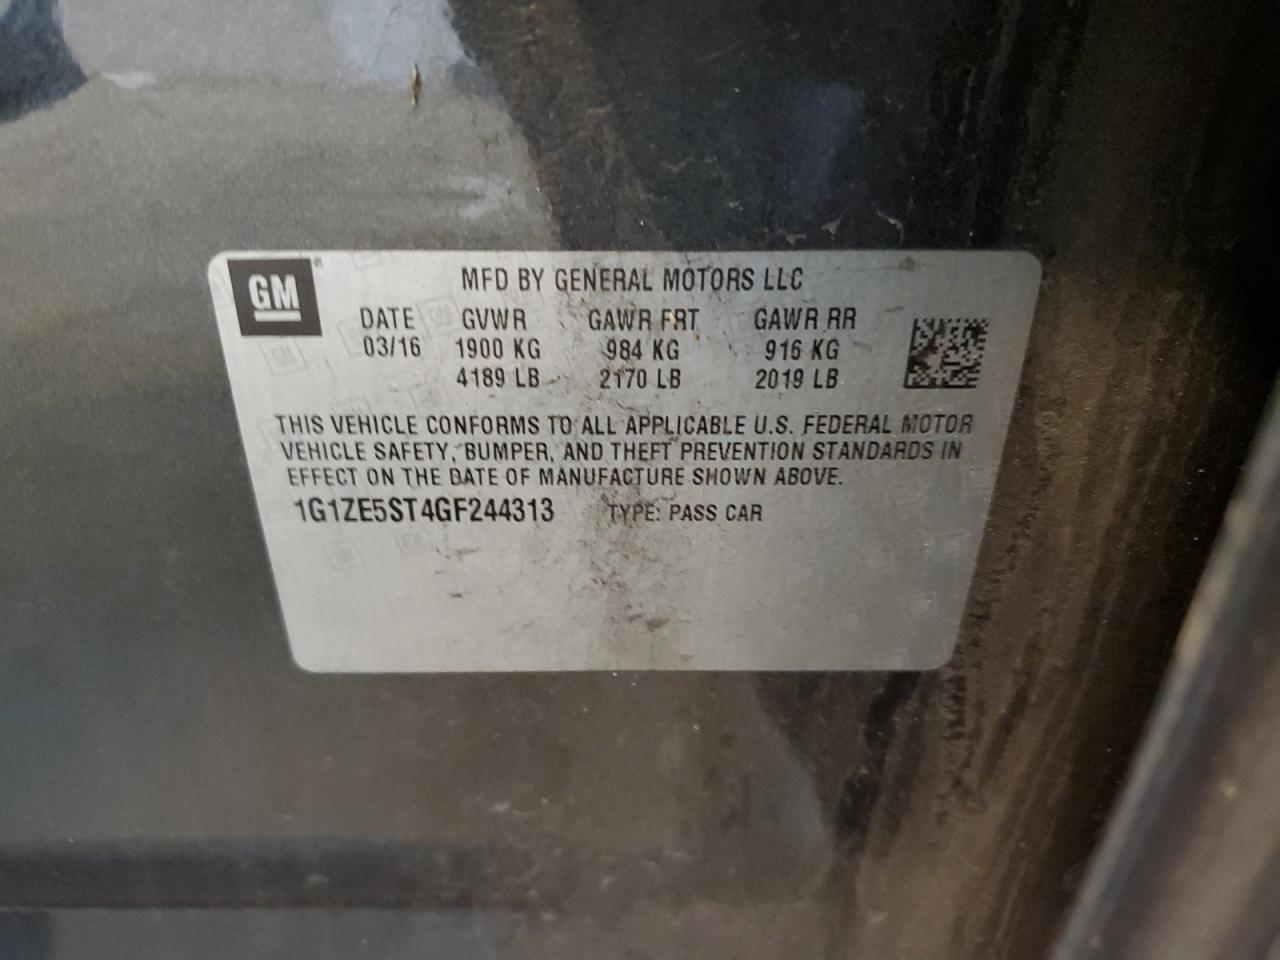 GM
MFD BY GENERAL MOTORS LLC
DATE GVWR GAWR FRT GAWR RR
03/16 1900 KG 984 KG 916 KG
4189 LB 2170 LB 2019 LB
THIS VEHICLE CONFORMS TO ALL APPLICABLE U.S. FEDERAL MOTOR
VEHICLE SAFETY, BUMPER, AND THEFT PREVENTION STANDARDS IN
EFFECT ON THE DATE OF MANUFACTURE SHOWN ABOVE.
1G1ZE5ST4GF244313 TYPE: PASS CAR